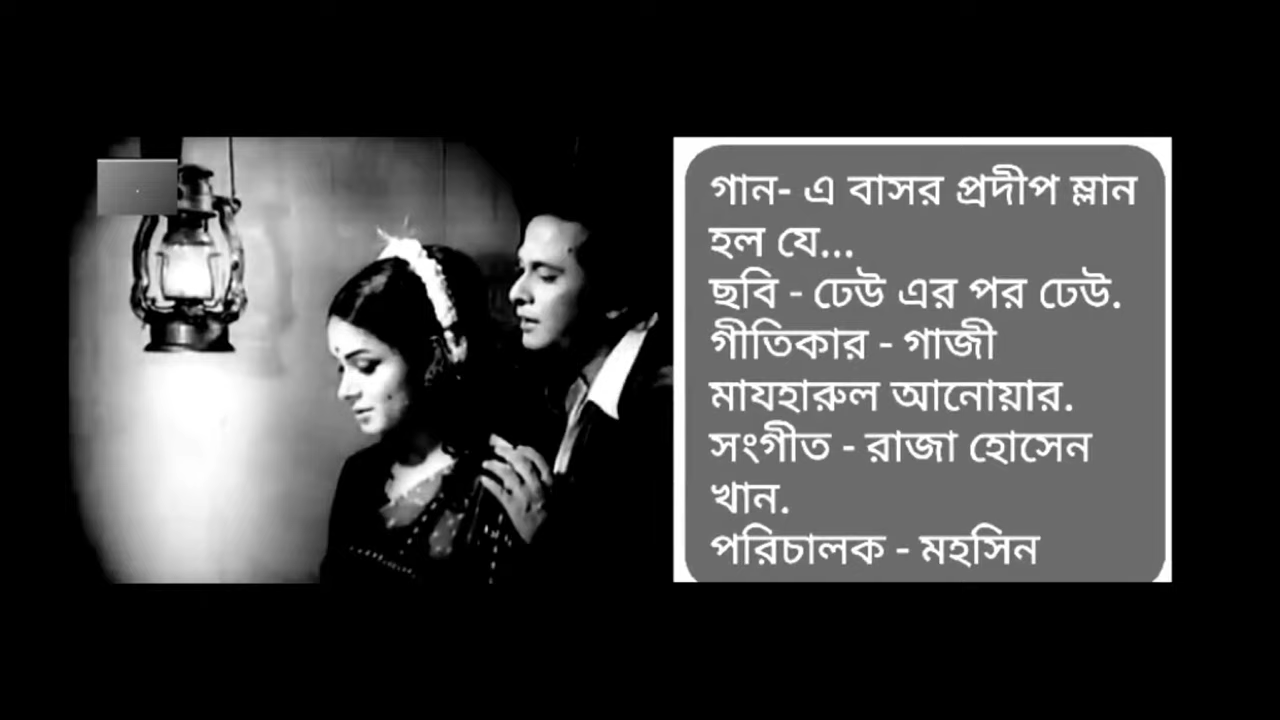 গান- এ বাসর প্রদীপ ম্লান
হল যে...
ছবি - ঢেউ এর পর ঢেউ.
গীতিকার - গাজী
মাযহারুল আনোয়ার.
সংগীত - রাজা হোসেন
খান.
পরিচালক - মহসিন